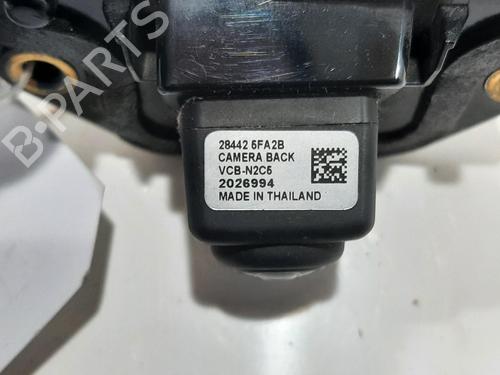 B-PARTS
28442 5FA2B
CAMERA BACK
VCB-N2C5
2026994
MADE IN THAILAND